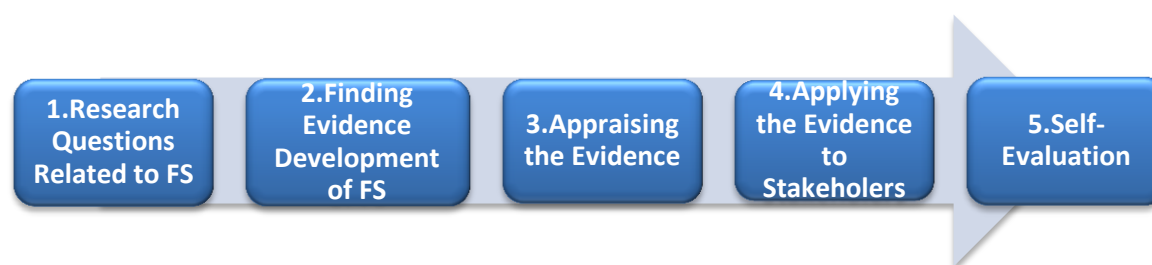 1.Research
Questions
Related to FS
2.Finding
Evidence
Development
of FS
3.Appraising
the Evidence
4.Applying
the Evidence
to
Stakeholers
5.Self-
Evaluation